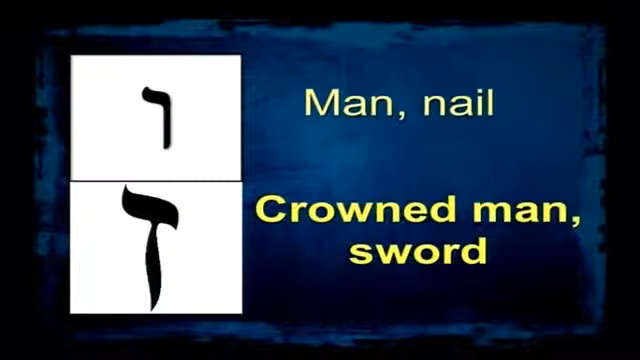 ו
Man, nail
ז
Crowned man,
sword